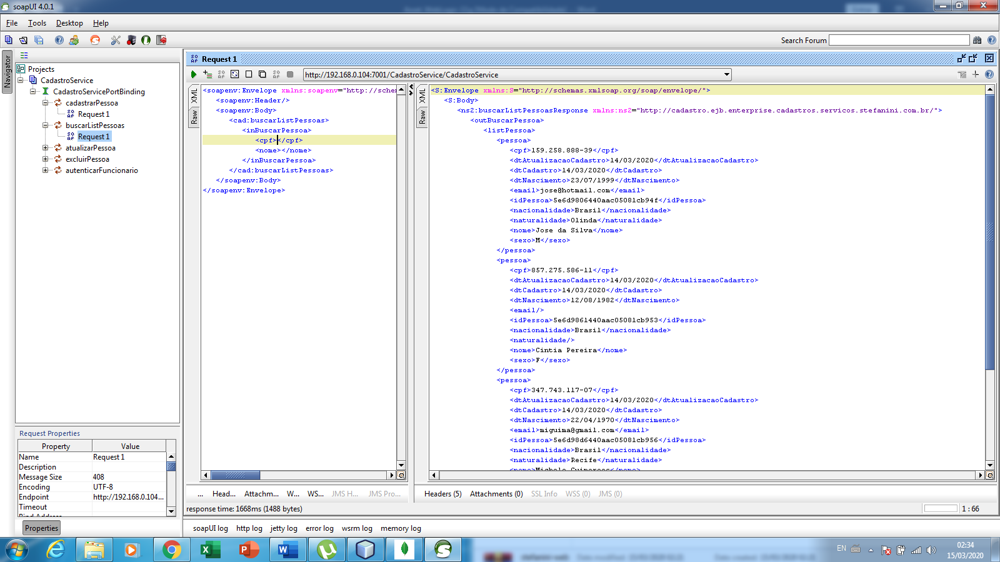 soapUI 4.0.1
File Tools Desktop Help
Search Forum
Navigator
Projects
CadastroService
CadastroServicePortBinding
cadastrarPessoa
Request 1
buscarListPessoas
Request 1
atualizarPessoa
excluirPessoa
autenticarFuncionario
Request Properties
Property Value
Name Request 1
Description
Message Size 408
Encoding UTF-8
Endpoint http://192.168.0.104...
Timeout
Bind Address
Properties
Request 1
http://192.168.0.104:7001/CadastroService/CadastroService
XML
Raw
<soapenv:Envelope xmlns:soapenv="http://schem
<soapenv:Header/>
<soapenv:Body>
<cad:buscarListPessoas>
<inBuscarPessoa>
<cpf></cpf>
<nome></nome>
</inBuscarPessoa>
</cad:buscarListPessoas>
</soapenv:Body>
</soapenv:Envelope>
... Head... Attachm... W... WS... JMS H... JMS Pro...
XML
Raw
<S:Envelope xmlns:S="http://schemas.xmlsoap.org/soap/envelope/">
<S:Body>
<ns2:buscarListPessoasResponse xmlns:ns2="http://cadastro.ejb.enterprise.cadastros.servicos.stefanini.com.br/">
<outBuscarPessoa>
<listPessoa>
<pessoa>
<cpf>159.258.888-39</cpf>
<dtAtualizacaoCadastro>14/03/2020</dtAtualizacaoCadastro>
<dtCadastro>14/03/2020</dtCadastro>
<dtNascimento>23/07/1999</dtNascimento>
<email>jose@hotmail.com</email>
<idPessoa>5e6d9806440aac05081cb94f</idPessoa>
<nacionalidade>Brasil</nacionalidade>
<naturalidade>Olinda</naturalidade>
<nome>Jose da Silva</nome>
<sexo>M</sexo>
</pessoa>
<pessoa>
<cpf>857.275.586-11</cpf>
<dtAtualizacaoCadastro>14/03/2020</dtAtualizacaoCadastro>
<dtCadastro>14/03/2020</dtCadastro>
<dtNascimento>12/08/1982</dtNascimento>
<email/>
<idPessoa>5e6d9861440aac05081cb953</idPessoa>
<nacionalidade>Brasil</nacionalidade>
<naturalidade/>
<nome>Cintia Pereira</nome>
<sexo>F</sexo>
</pessoa>
<pessoa>
<cpf>347.743.117-07</cpf>
<dtAtualizacaoCadastro>14/03/2020</dtAtualizacaoCadastro>
<dtCadastro>14/03/2020</dtCadastro>
<dtNascimento>22/04/1970</dtNascimento>
<email>miguima@gmail.com</email>
<idPessoa>5e6d98d6440aac05081cb956</idPessoa>
<nacionalidade>Brasil</nacionalidade>
<naturalidade>Recife</naturalidade>
<nome>Michele Guimaraes</nome>
Headers (5) Attachments (0) SSL Info WSS (0) JMS (0)
response time: 1668ms (1488 bytes)
1 : 66
soapUI log http log jetty log error log wsrm log memory log
EN
02:34
15/03/2020